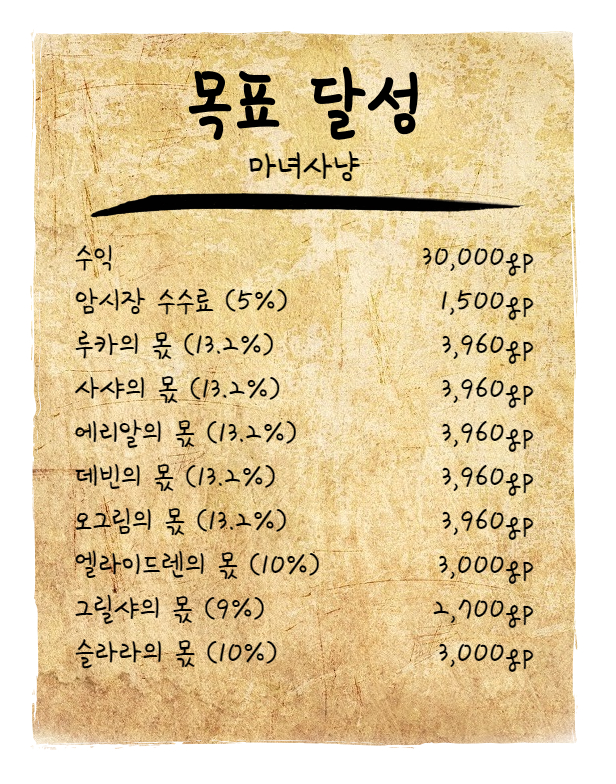 목표 달성
마녀사냥
수익 30,000gp
암시장 수수료 (5%) 1,500gp
루카의 몫 (13.2%) 3,960gp
사샤의 몫 (13.2%) 3,960gp
에리알의 몫 (13.2%) 3,960gp
데빈의 몫 (13.2%) 3,960gp
오그림의 몫 (13.2%) 3,960gp
엘라이드렌의 몫 (10%) 3,000gp
그릴샤의 몫 (9%) 2,700gp
슬라라의 몫 (10%) 3,000gp